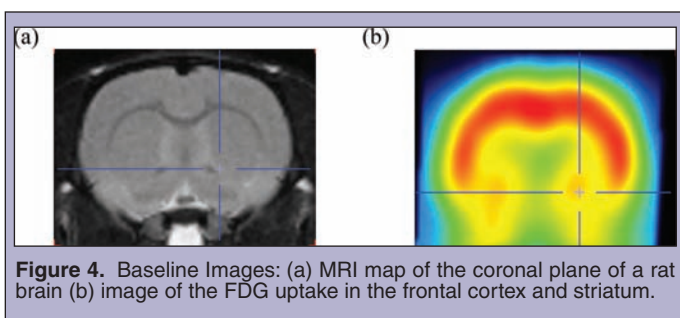 (a) (b)
Figure 4. Baseline Images: (a) MRI map of the coronal plane of a rat
brain (b) image of the FDG uptake in the frontal cortex and striatum.